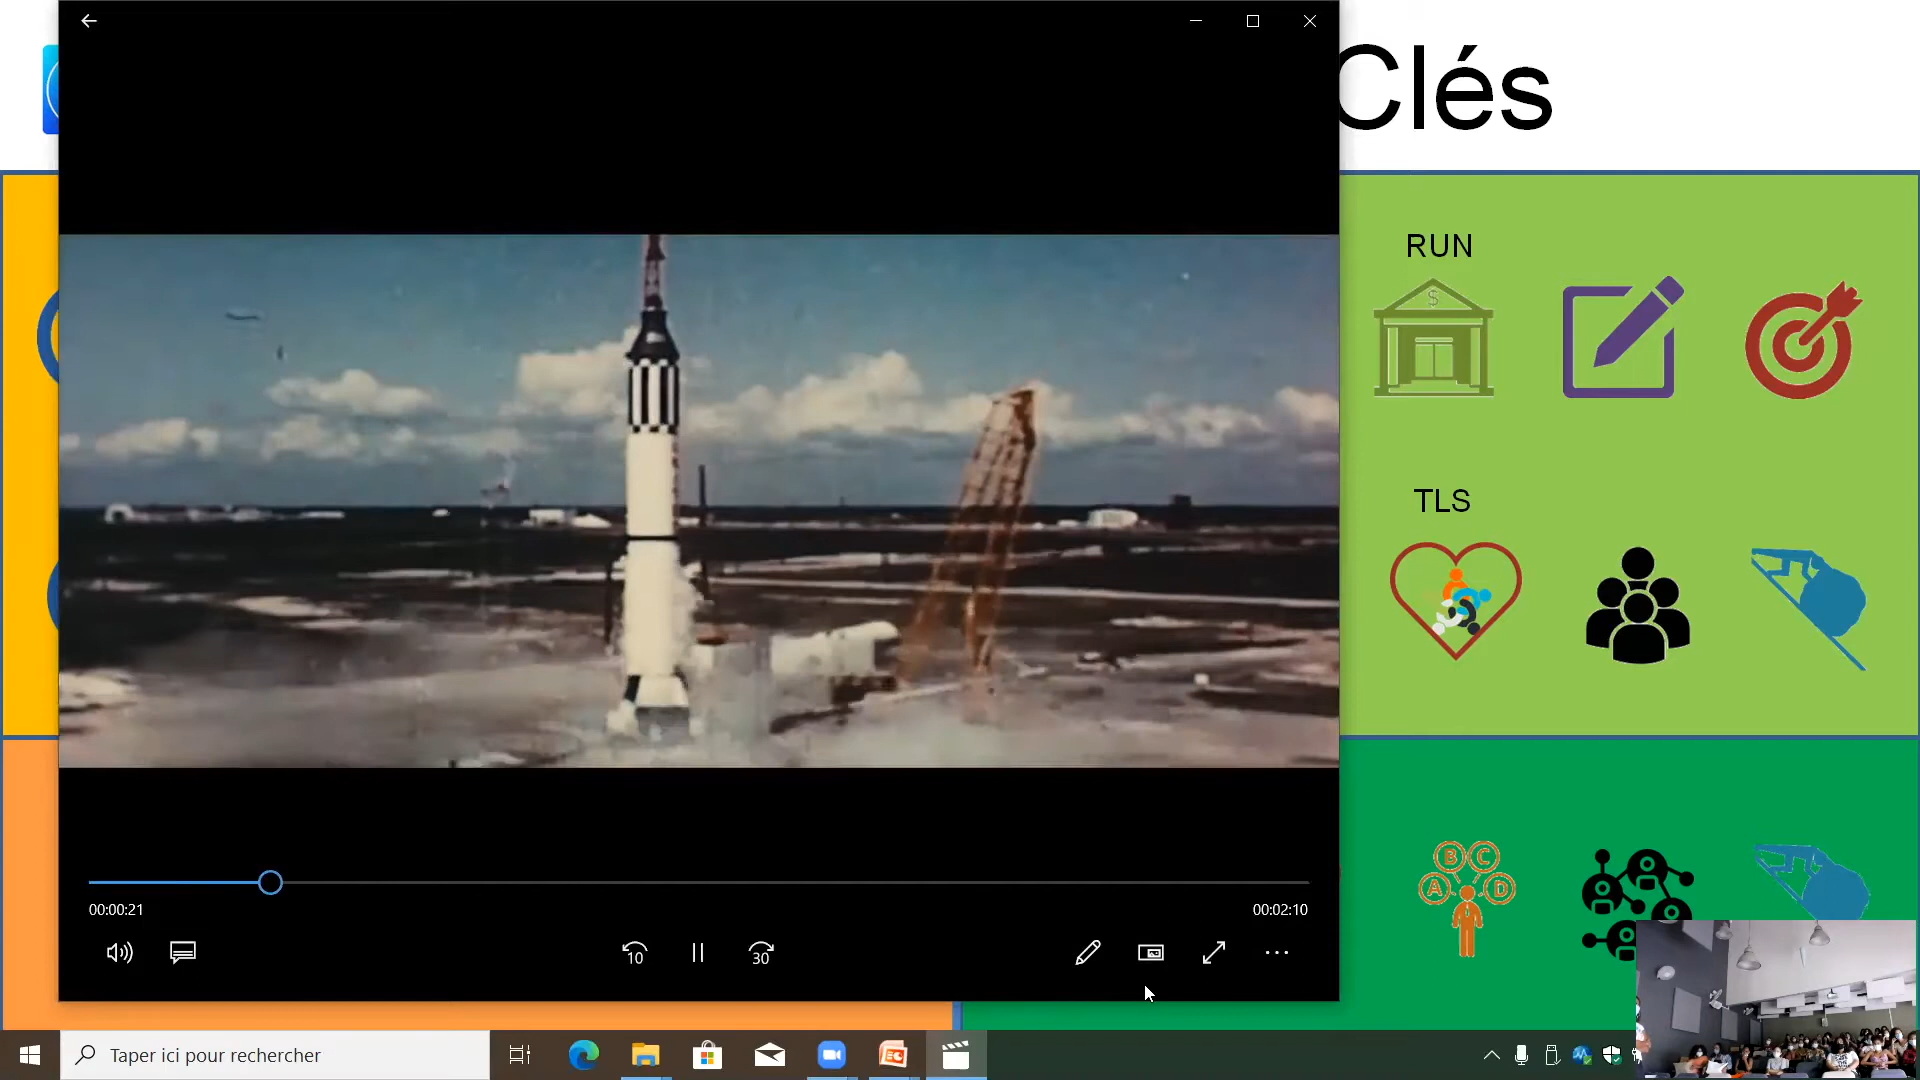 Clés
RUN
$
TLS
B C
A D
00:00:21
00:02:10
10
30
Taper ici pour rechercher